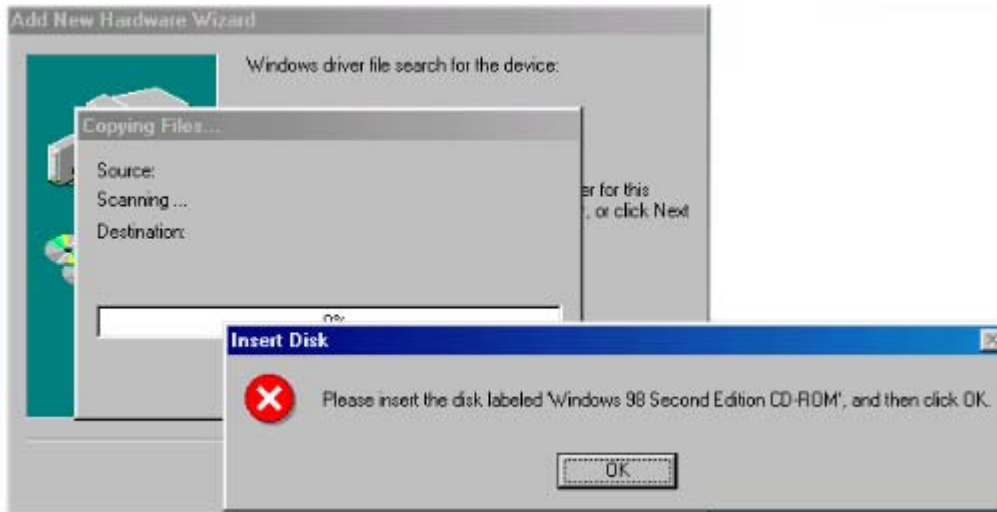 Add New Hardware Wizard
Windows driver file search for the device:
Copying Files...
Source:
Scanning ...
Destination:
er for this
, or click Next
0%
Insert Disk
Please insert the disk labeled 'Windows 98 Second Edition CD-ROM', and then click OK.
OK